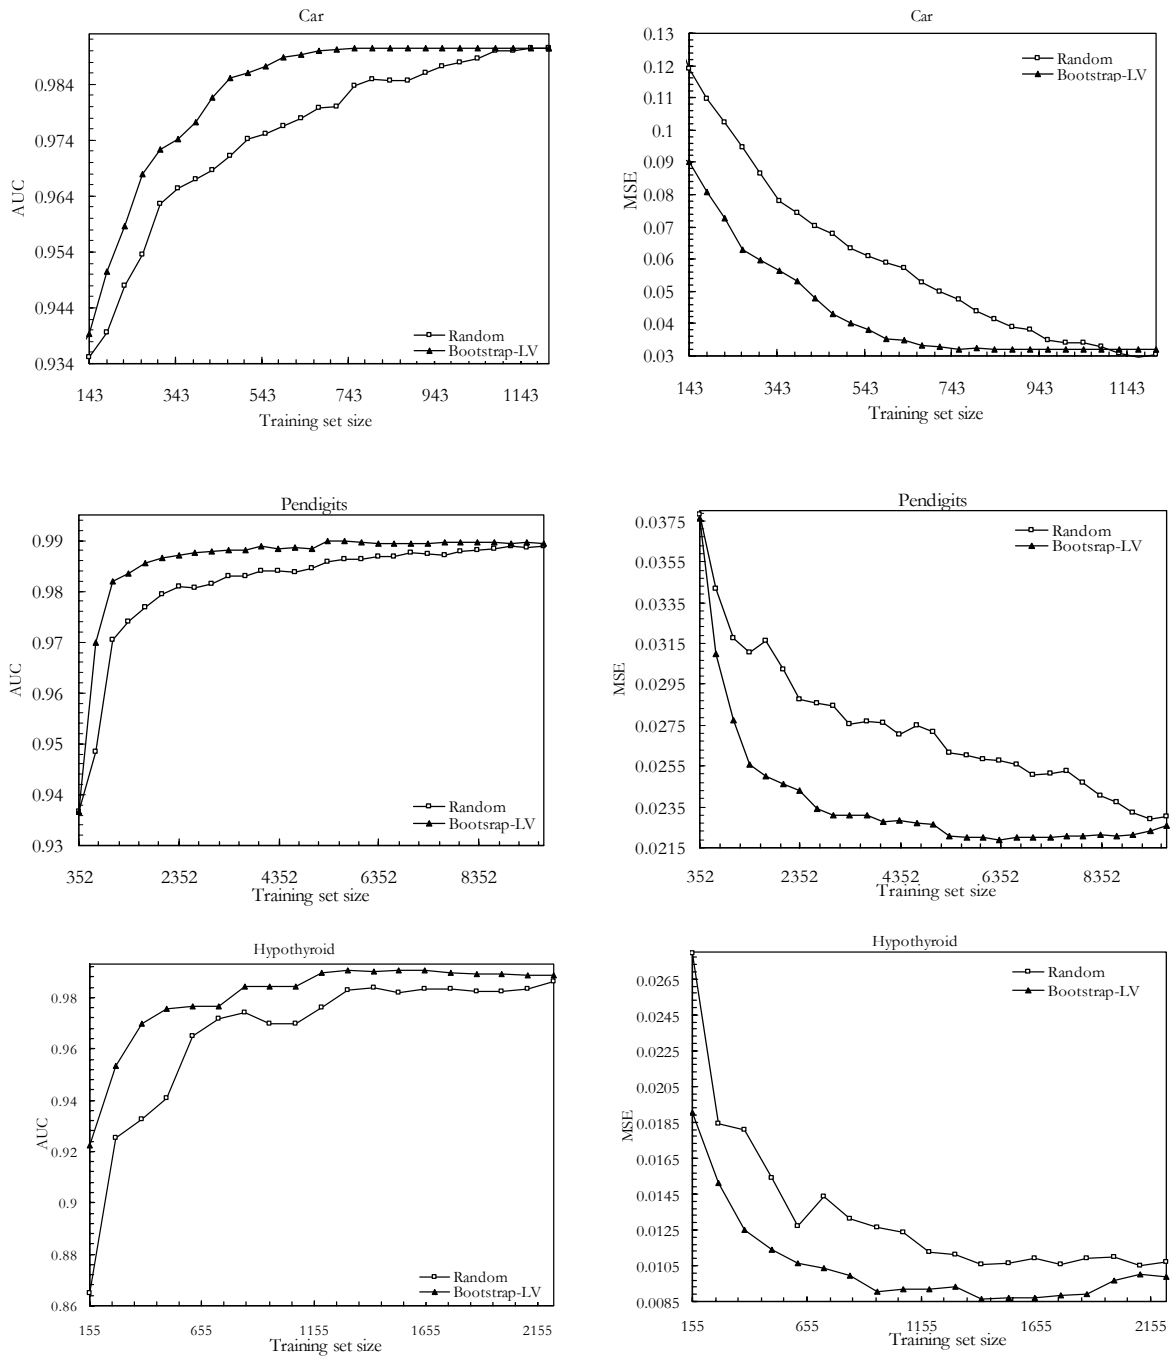 Car
AUC
0.984
0.974
0.964
0.954
0.944
0.934
Random
Bootstrap-LV
143 343 543 743 943 1143
Training set size
Car
MSE
0.13
0.12
0.11
0.1
0.09
0.08
0.07
0.06
0.05
0.04
0.03
Random
Bootstrap-LV
143 343 543 743 943 1143
Training set size
Pendigits
AUC
0.99
0.98
0.97
0.96
0.95
0.94
0.93
Random
Bootsrap-LV
352 2352 4352 6352 8352
Training set size
Pendigits
MSE
0.0375
0.0355
0.0335
0.0315
0.0295
0.0275
0.0255
0.0235
0.0215
Random
Bootsrap-LV
352 2352 4352 6352 8352
Training set size
Hypothyroid
AUC
0.98
0.96
0.94
0.92
0.9
0.88
0.86
Random
Bootstrap-LV
155 655 1155 1655 2155
Training set size
Hypothyroid
MSE
0.0265
0.0245
0.0225
0.0205
0.0185
0.0165
0.0145
0.0125
0.0105
0.0085
Random
Bootstrap-LV
155 655 1155 1655 2155
Training set size